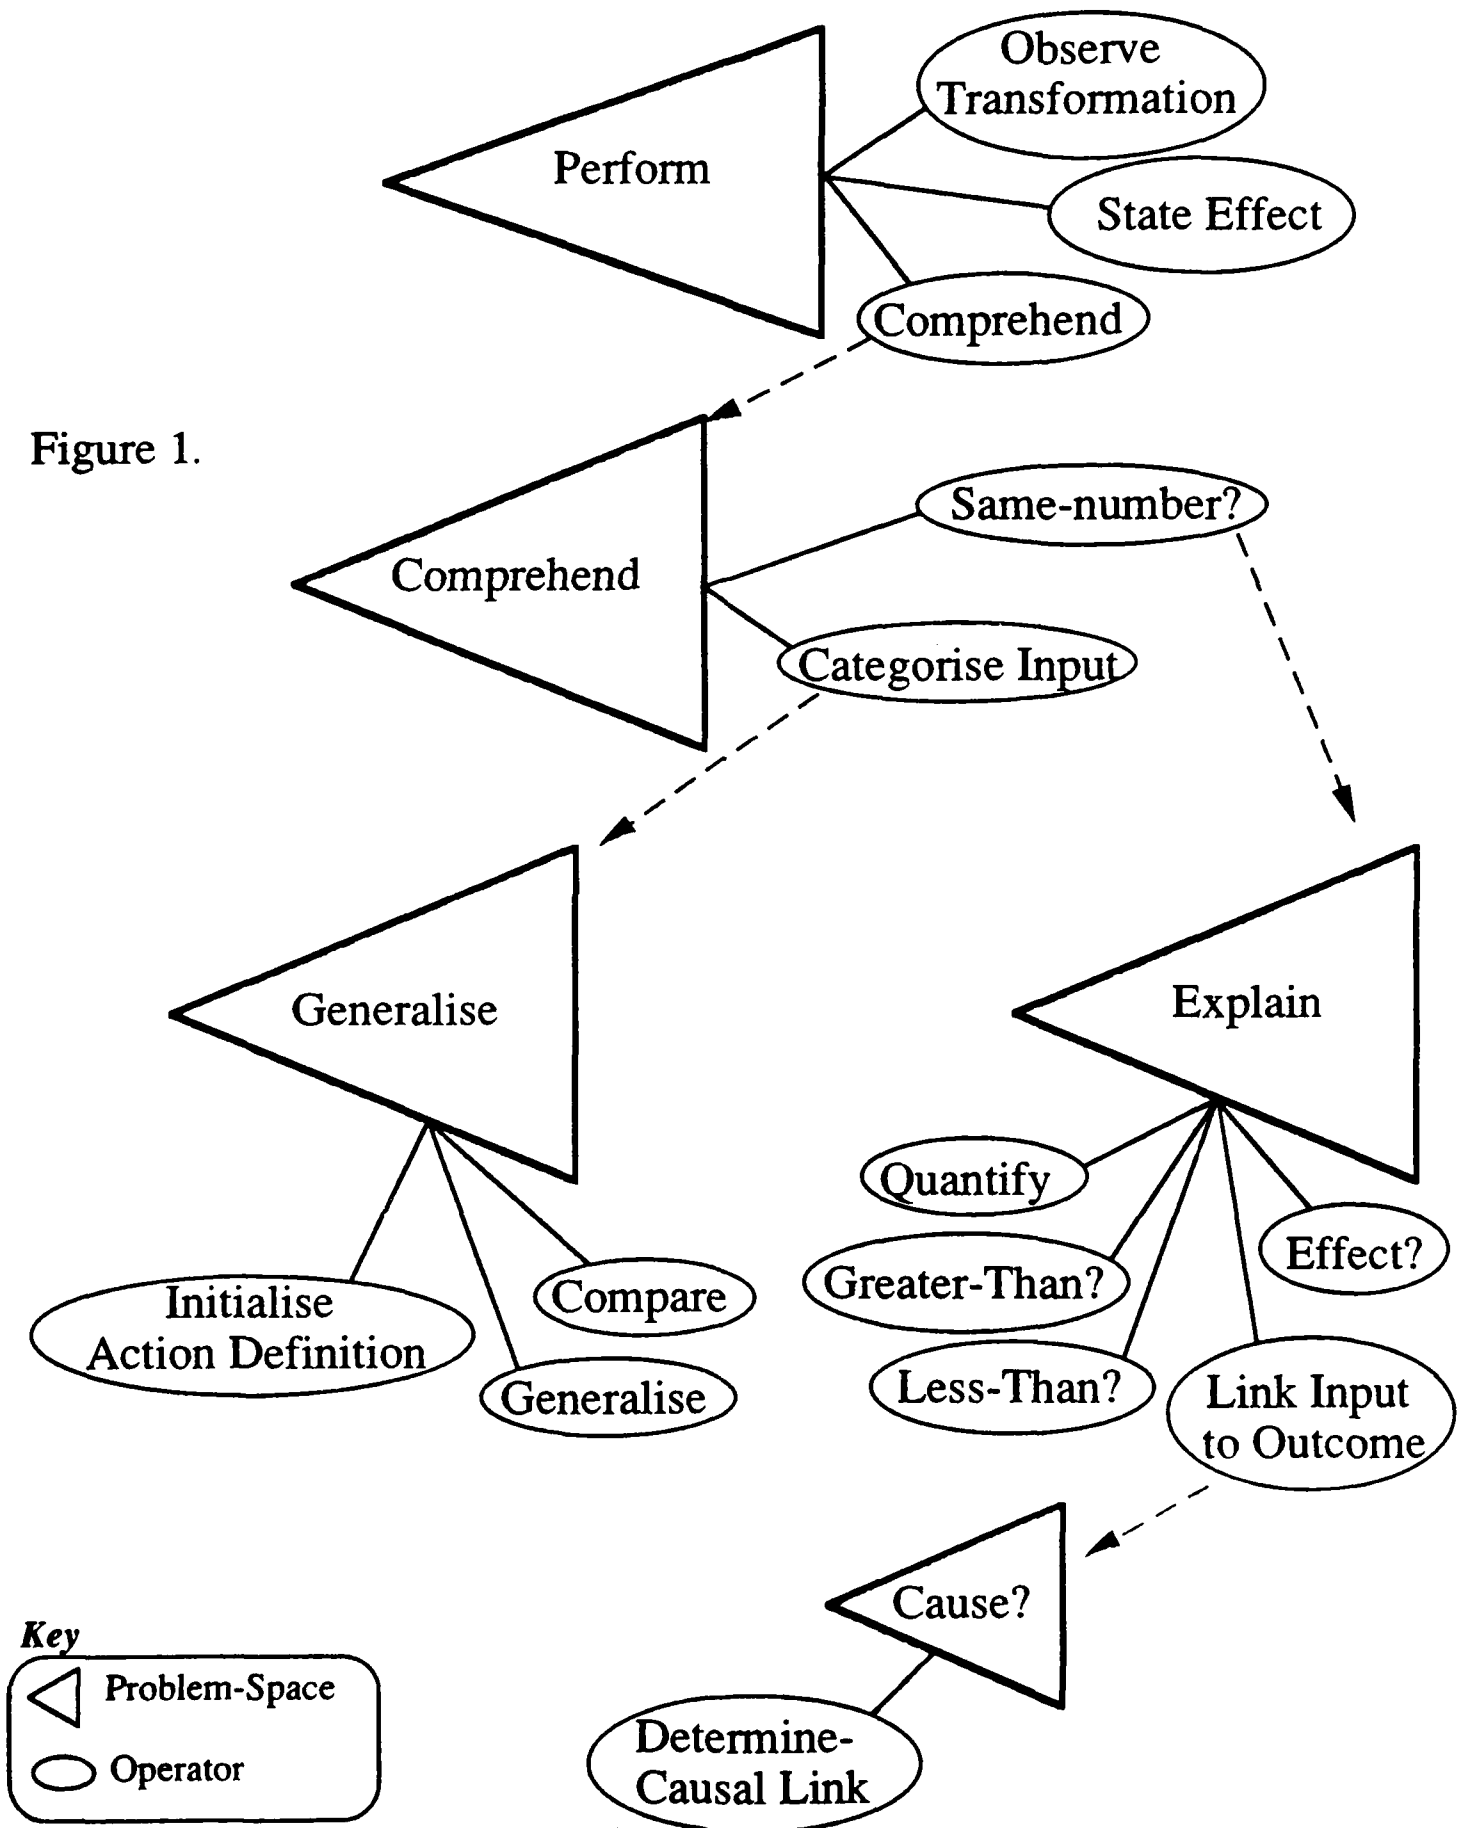 Observe
Transformation
Perform
State Effect
Comprehend
Figure 1.
Same-number?
Comprehend
Categorise Input
Generalise
Explain
Quantify
Effect?
Greater-Than?
Compare
Initialise
Action Definition
Less-Than?
Generalise
Link Input
to Outcome
Cause?
Key
Problem-Space
Operator
Determine-
Causal Link